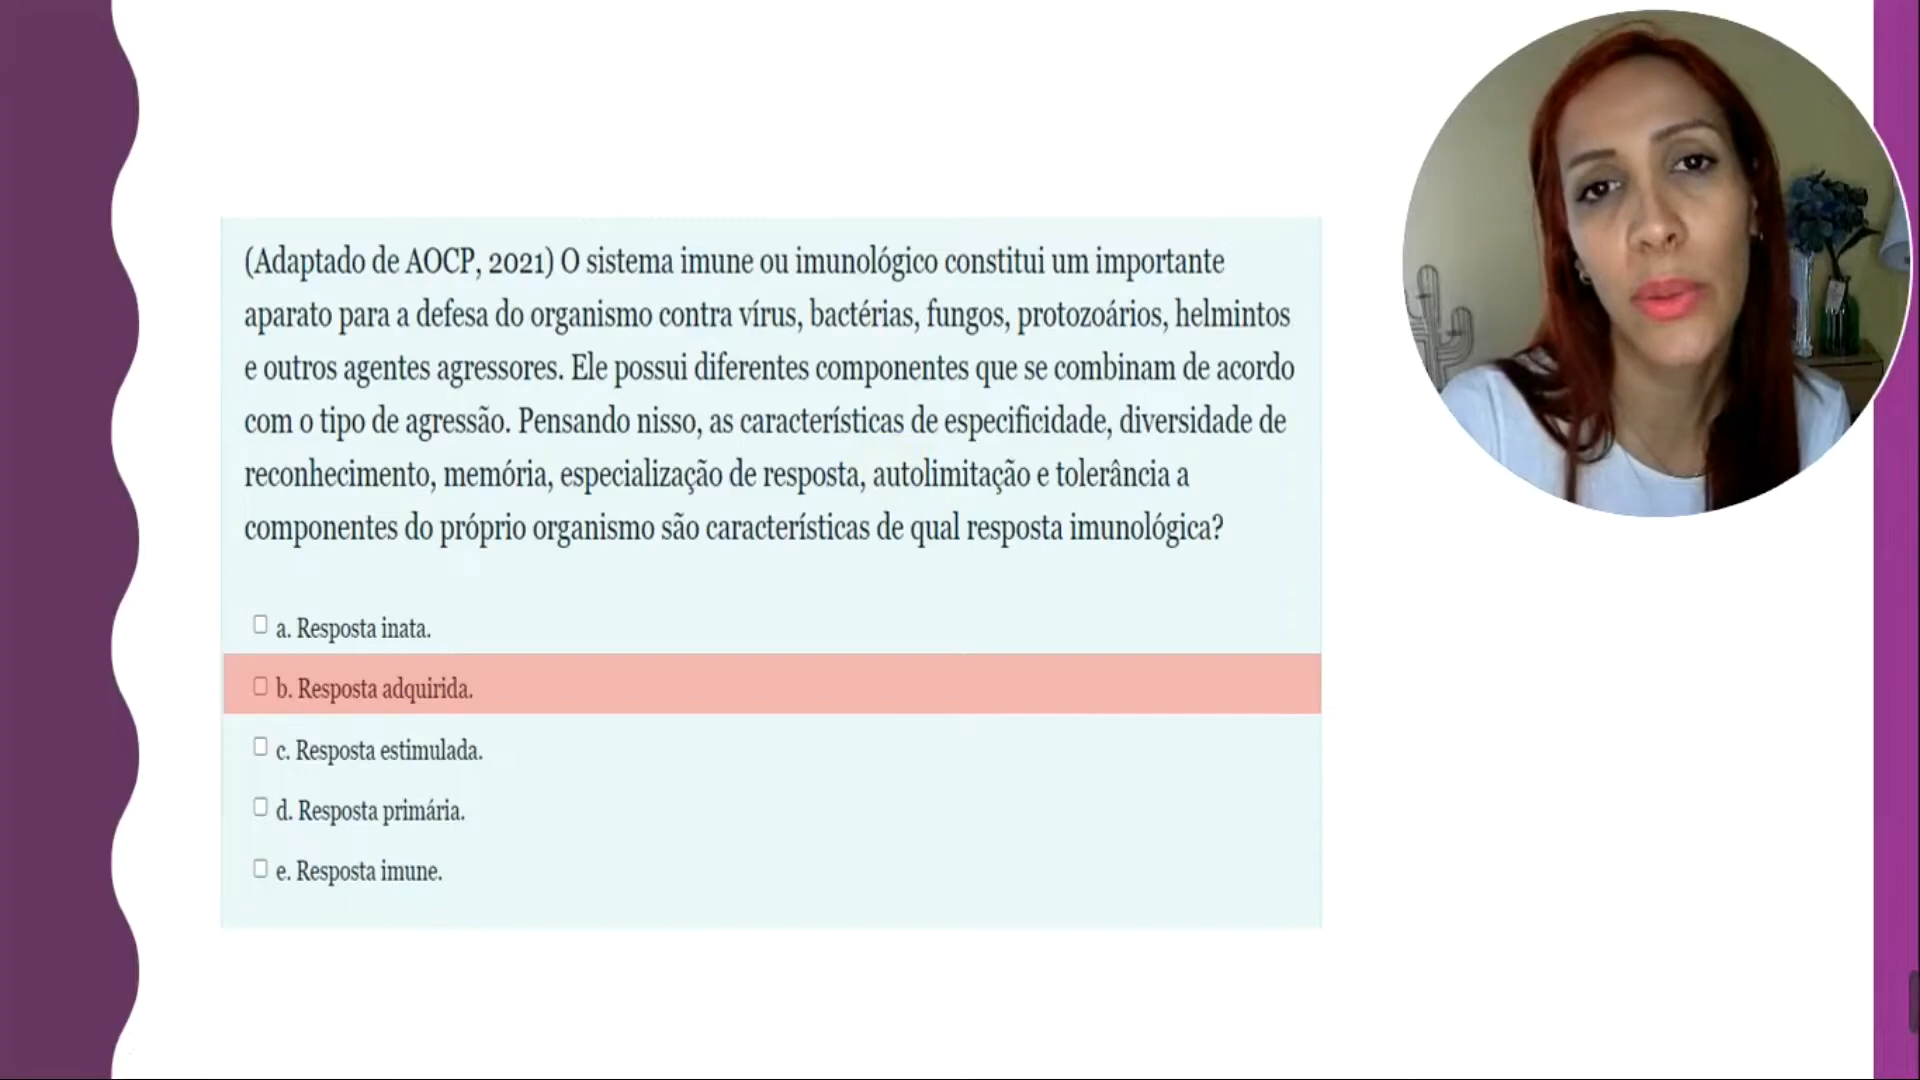 (Adaptado de AOCP, 2021) O sistema imune ou imunológico constitui um importante
aparato para a defesa do organismo contra vírus, bactérias, fungos, protozoários, helmintos
e outros agentes agressores. Ele possui diferentes componentes que se combinam de acordo
com o tipo de agressão. Pensando nisso, as características de especificidade, diversidade de
reconhecimento, memória, especialização de resposta, autolimitação e tolerância a
componentes do próprio organismo são características de qual resposta imunológica?
a. Resposta inata.
b. Resposta adquirida.
c. Resposta estimulada.
d. Resposta primária.
e. Resposta imune.